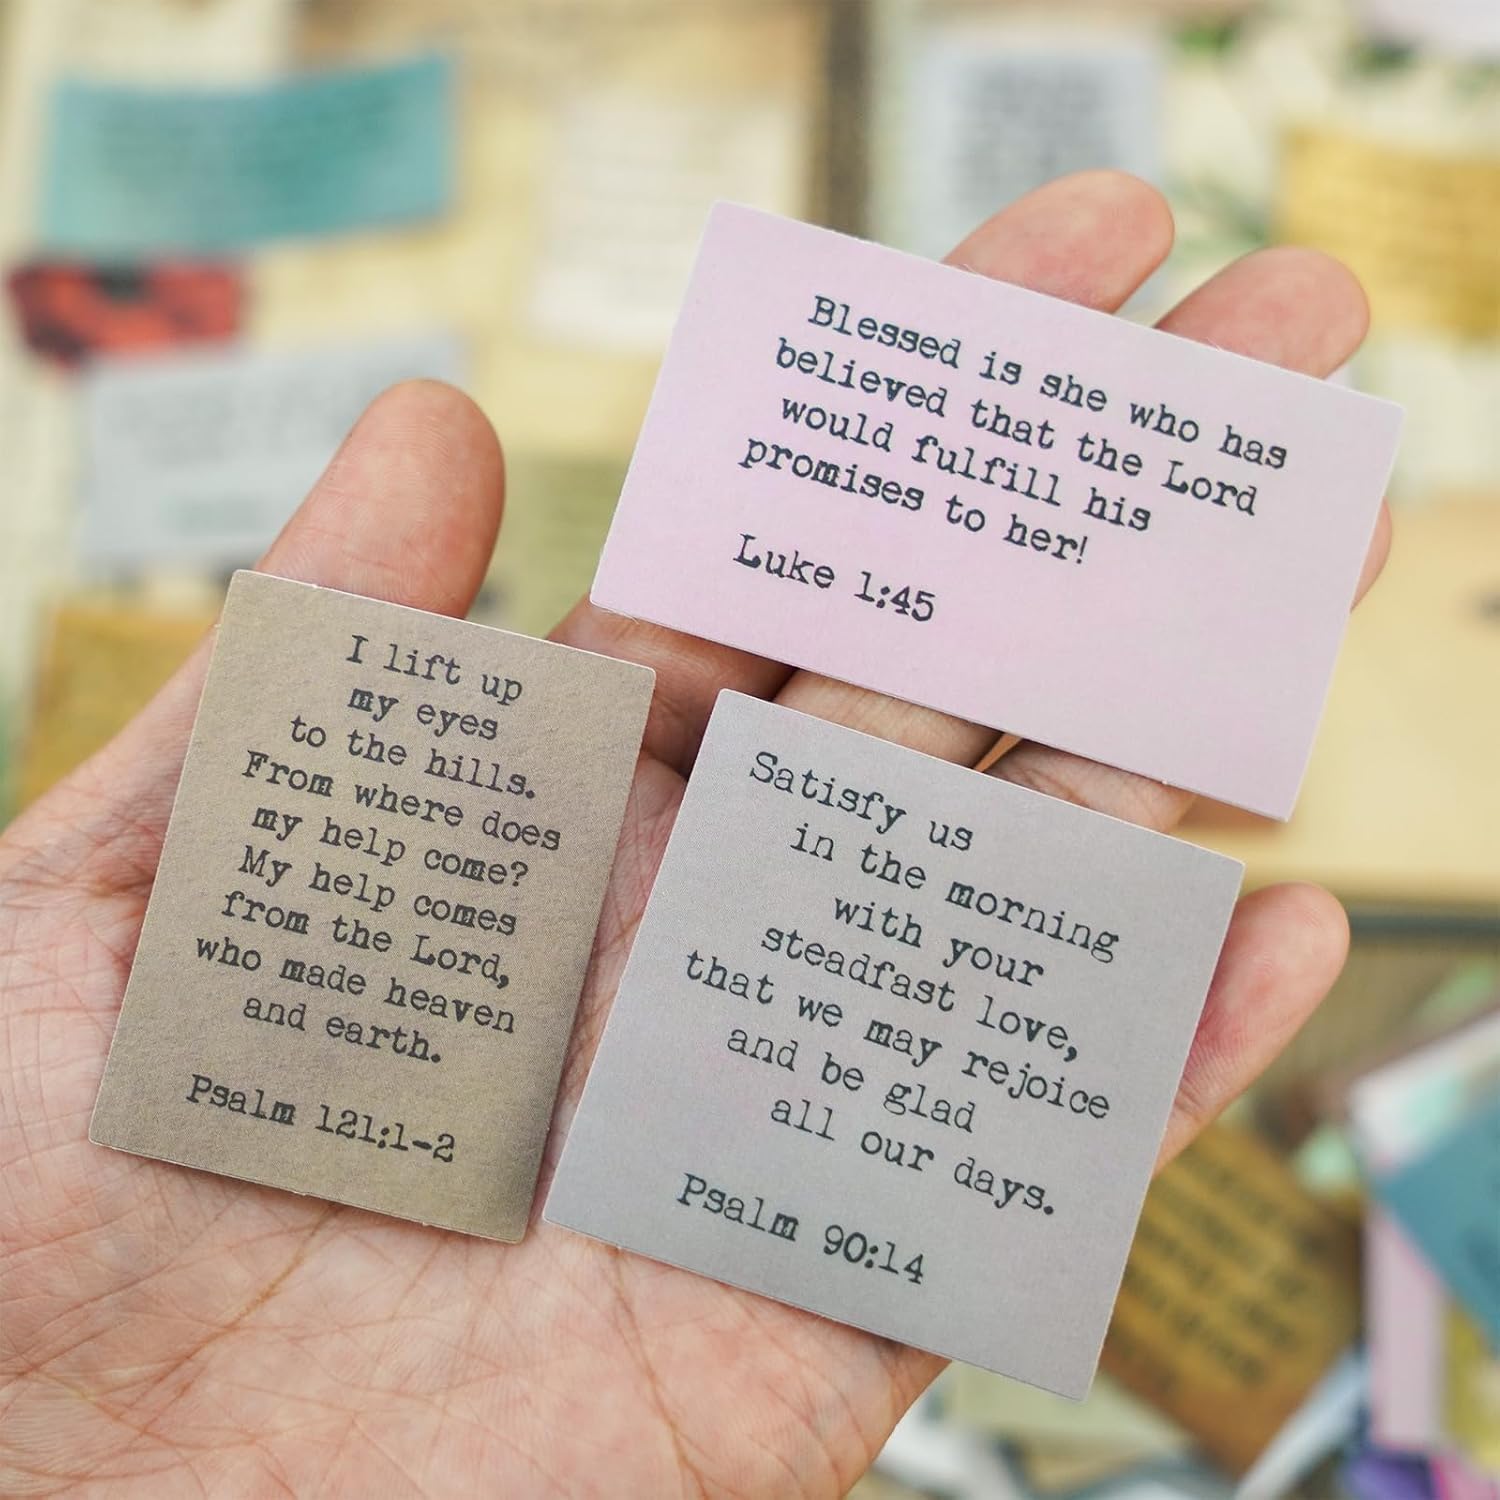 Blessed is she who has
believed that the Lord
would fulfill his
promises to her!
Luke 1:45
I lift up
my eyes
to the hills.
From where does
my help come?
My help comes
from the Lord,
who made heaven
and earth.
Psalm 121:1-2
Satisfy us
in the morning
with your
steadfast love,
that we may rejoice
and be glad
all our days.
Psalm 90:14